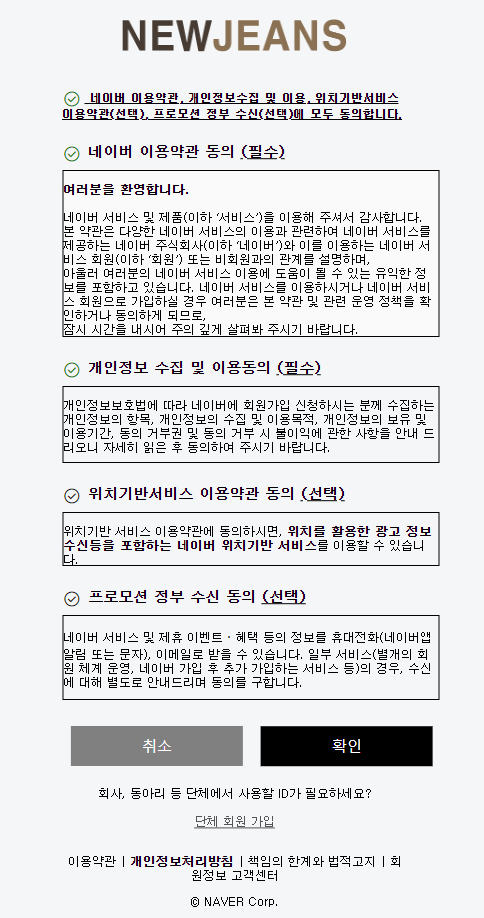 NEWJEANS
네이버 이용약관, 개인정보수집 및 이용, 위치기반서비스
이용약관(선택), 프로모션 정부 수신(선택)에 모두 동의합니다.
네이버 이용약관 동의 (필수)
여러분을 환영합니다.
네이버 서비스 및 제품(이하 ‘서비스’)을 이용해 주셔서 감사합니다.
본 약관은 다양한 네이버 서비스의 이용과 관련하여 네이버 서비스를
제공하는 네이버 주식회사(이하 ‘네이버’)와 이를 이용하는 네이버 서
비스 회원(이하 ‘회원’) 또는 비회원과의 관계를 설명하며,
아울러 여러분의 네이버 서비스 이용에 도움이 될 수 있는 유익한 정
보를 포함하고 있습니다. 네이버 서비스를 이용하시거나 네이버 서비
스 회원으로 가입하실 경우 여러분은 본 약관 및 관련 운영 정책을 확
인하거나 동의하게 되므로,
잠시 시간을 내시어 주의 깊게 살펴봐 주시기 바랍니다.
개인정보 수집 및 이용동의 (필수)
개인정보보호법에 따라 네이버에 회원가입 신청하시는 분께 수집하는
개인정보의 항목, 개인정보의 수집 및 이용목적, 개인정보의 보유 및
이용기간, 동의 거부권 및 동의 거부 시 불이익에 관한 사항을 안내 드
리오니 자세히 읽은 후 동의하여 주시기 바랍니다.
위치기반서비스 이용약관 동의 (선택)
위치기반 서비스 이용약관에 동의하시면, 위치를 활용한 광고 정보
수신등을 포함하는 네이버 위치기반 서비스를 이용할 수 있습니
다.
프로모션 정부 수신 동의 (선택)
네이버 서비스 및 제휴 이벤트 · 혜택 등의 정보를 휴대전화(네이버앱
알림 또는 문자), 이메일로 받을 수 있습니다. 일부 서비스(별개의 회
원 체계 운영, 네이버 가입 후 추가 가입하는 서비스 등)의 경우, 수신
에 대해 별도로 안내드리며 동의를 구합니다.
취소 확인
회사, 동아리 등 단체에서 사용할 ID가 필요하세요?
단체 회원 가입
이용약관 | 개인정보처리방침 | 책임의 한계와 법적고지 | 회
원정보 고객센터
© NAVER Corp.